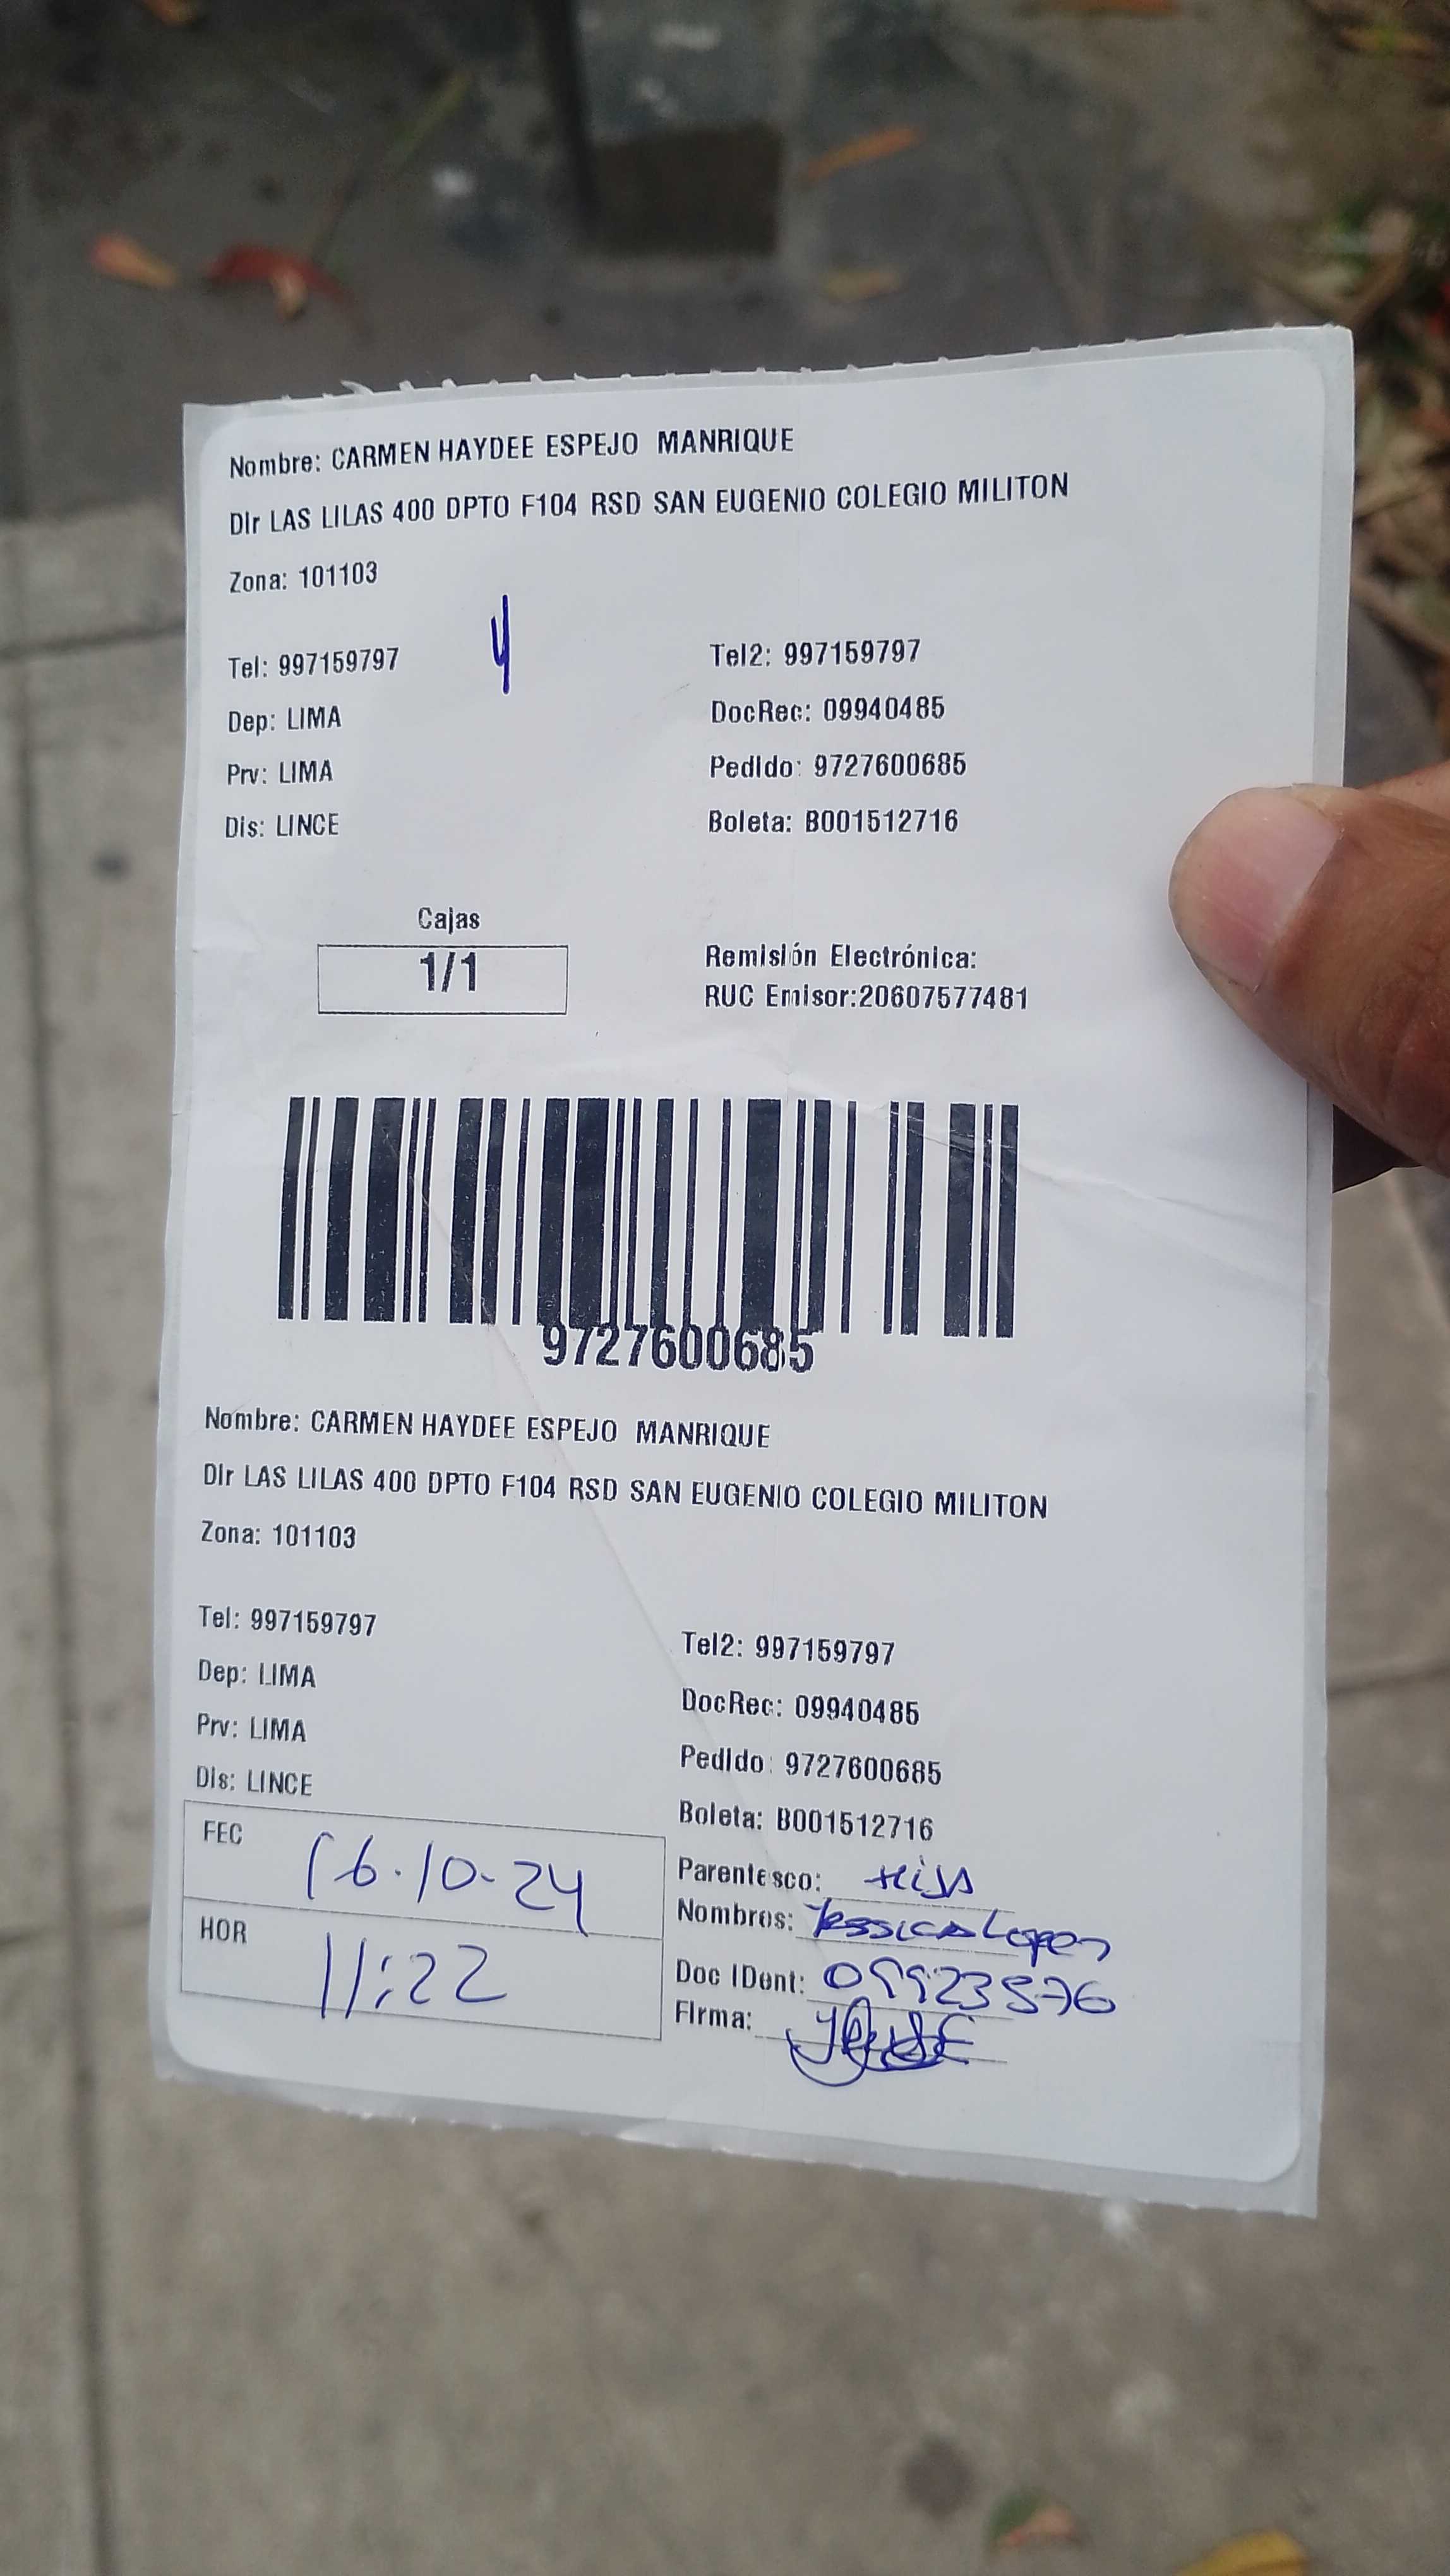 Nombre: CARMEN HAYDEE ESPEJO MANRIQUE
Dir LAS LILAS 400 DPTO F104 RSD SAN EUGENIO COLEGIO MILITON
Zona: 101103
4
Tel: 997159797 Tel2: 997159797
Dep: LIMA DocRec: 09940485
Prv: LIMA Pedido: 9727600685
Dis: LINCE Boleta: B001512716
Cajas
1/1
Remisión Electrónica:
RUC Emisor:20607577481
9727600685
Nombre: CARMEN HAYDEE ESPEJO MANRIQUE
Dir LAS LILAS 400 DPTO F104 RSD SAN EUGENIO COLEGIO MILITON
Zona: 101103
Tel: 997159797 Tel2: 997159797
Dep: LIMA DocRec: 09940485
Prv: LIMA Pedido: 9727600685
Dis: LINCE Boleta: B001512716
FEC 16.10-24
HOR 11:22
Parentesco:
Nombres: Yessica Lopez
Doc IDent: 09923576
Firma: